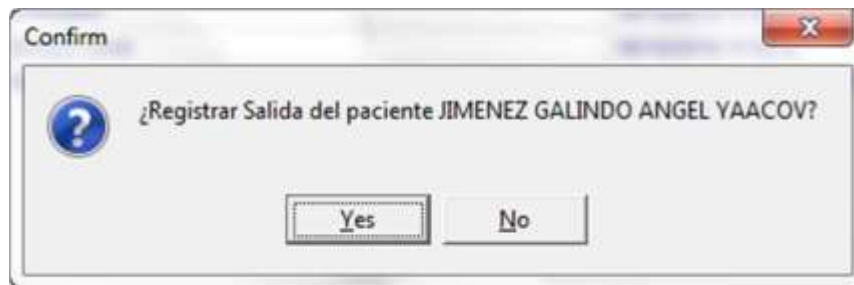 Confirm
¿Registrar Salida del paciente JIMENEZ GALINDO ANGEL YAACOV?
Yes
No